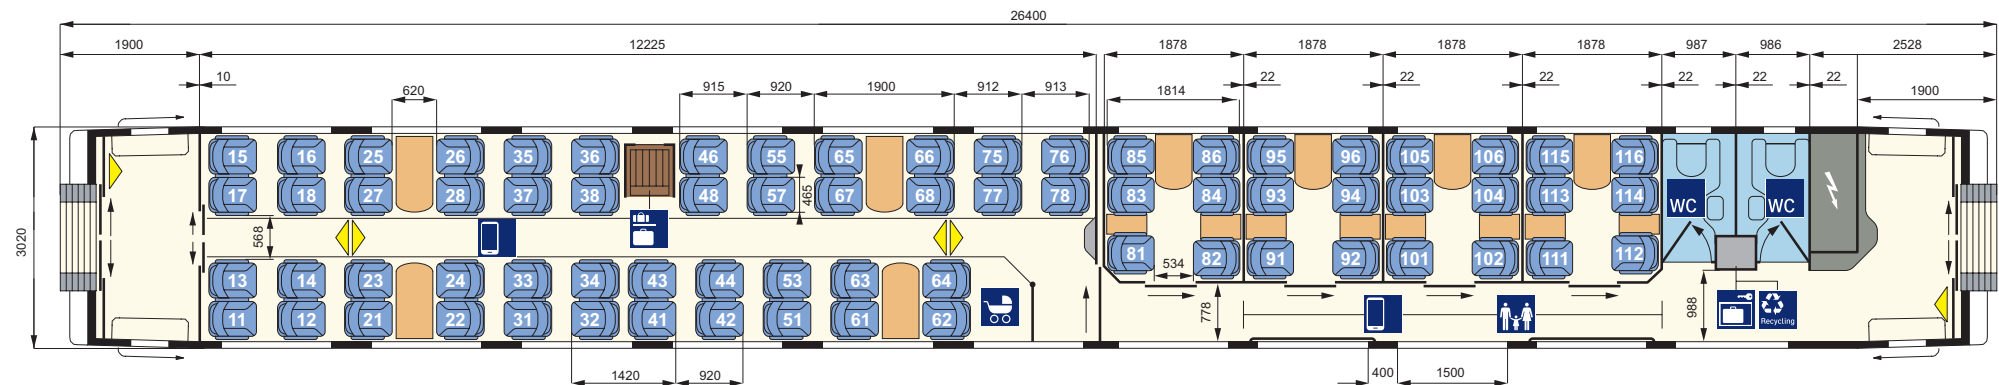 26400
1900 12225 1878 1878 1878 1878 987 986 2528
10 620 915 920 1900 912 913 1814 22 22 22 22 22 22 1900
15 16 25 26 35 36 46 55 65 66 75 76 85 86 95 96 105 106 115 116
17 18 27 28 37 38 48 57 465 67 68 77 78 83 84 93 94 103 104 113 114
WC WC
3020 568
13 14 23 24 33 34 43 44 53 63 64 81 82 91 92 101 102 111 112
534
11 12 21 22 31 32 41 42 51 61 62 778 988
Recycling
1420 920 400 1500